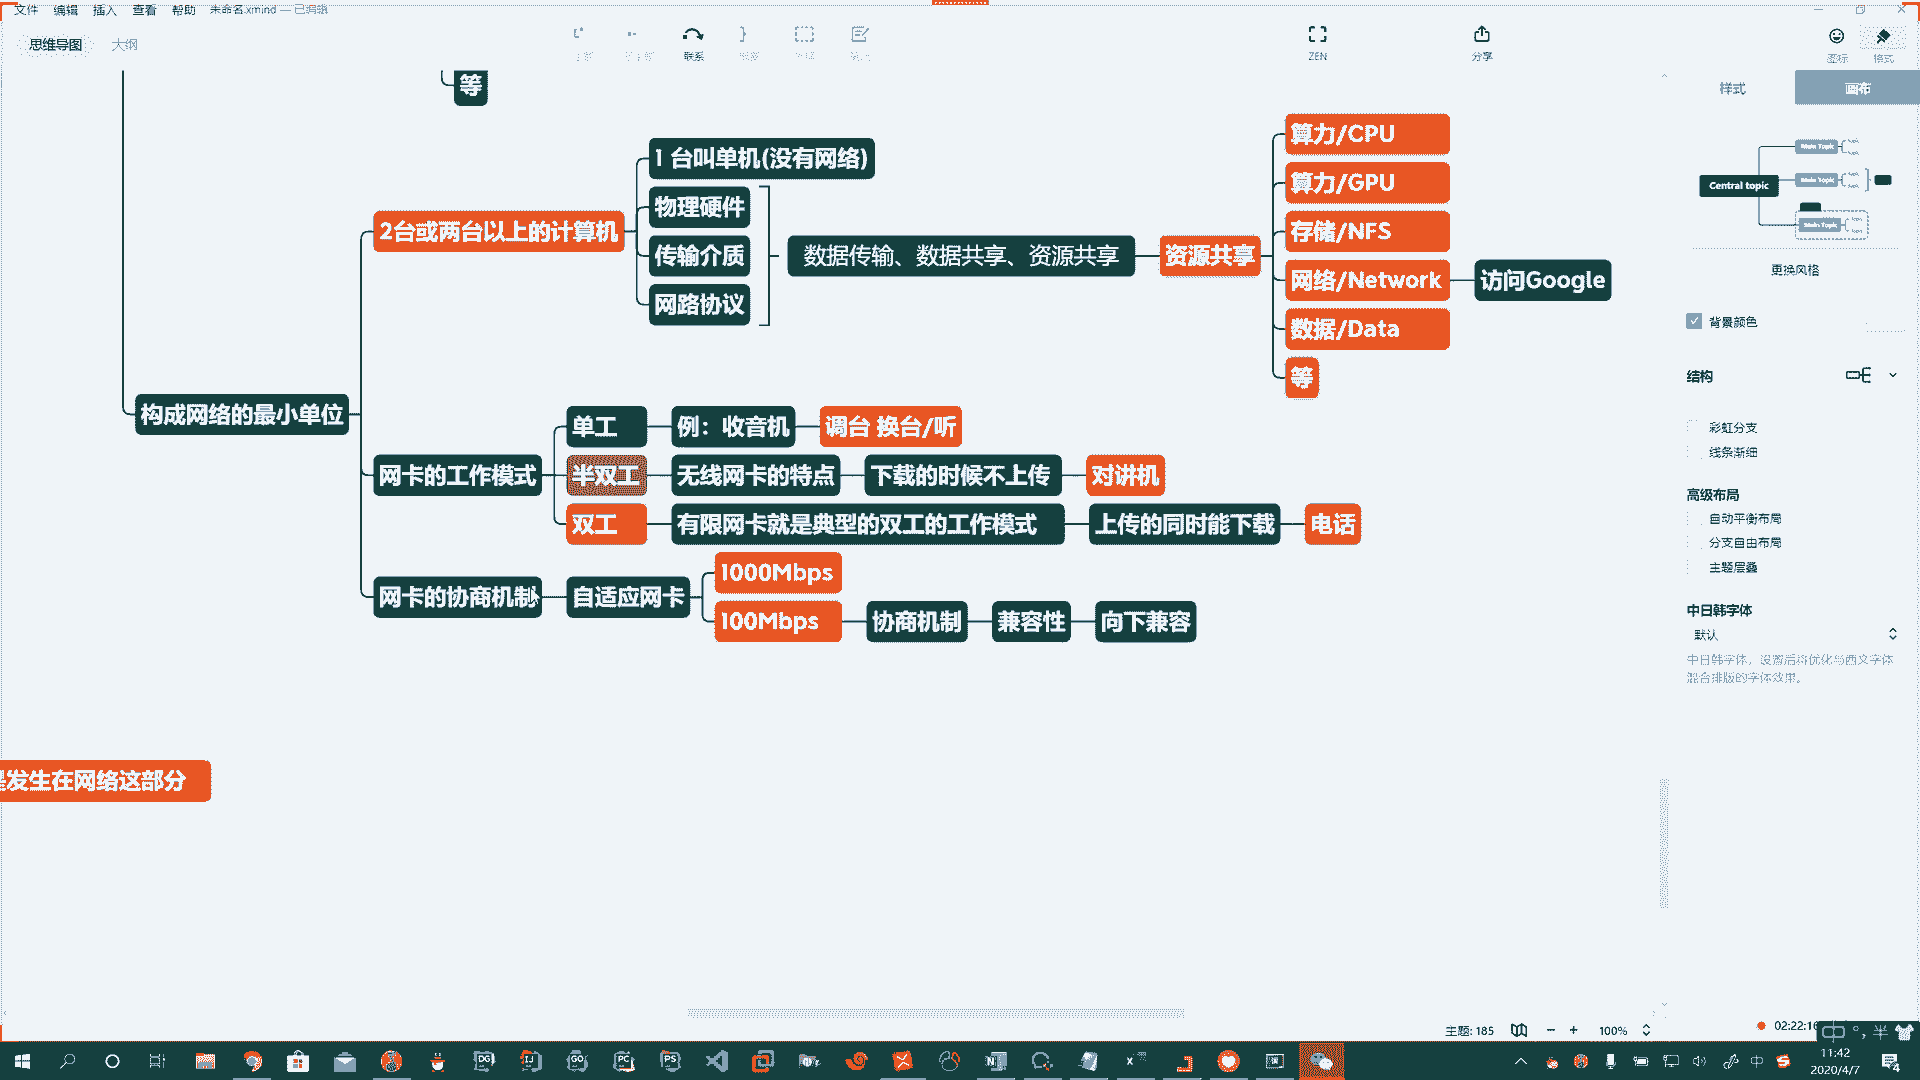 文件 编辑 插入 查看 帮助 未命名.xmind — 已编辑
思维导图 大纲
联系
ZEN
分享
图标
格式
样式
画布
等
1 台叫单机(没有网络)
物理硬件
传输介质
网路协议
2台或两台以上的计算机
数据传输、数据共享、资源共享
资源共享
算力/CPU
算力/GPU
存储/NFS
网络/Network
访问Google
数据/Data
等
构成网络的最小单位
网卡的工作模式
单工
例：收音机
调台 换台/听
半双工
无线网卡的特点
下载的时候不上传
对讲机
双工
有限网卡就是典型的双工的工作模式
上传的同时能下载
电话
网卡的协商机制
自适应网卡
1000Mbps
100Mbps
协商机制
兼容性
向下兼容
发生在网络这部分
Central topic
Main Topic
Main Topic
Main Topic
更换风格
背景颜色
结构
彩虹分支
线条渐细
高级布局
自动平衡布局
分支自由布局
主题层叠
中日韩字体
默认
中日韩字体，设置后将优化与西文字体
混合排版的字体效果。
主题: 185
100%
02:22:16
中 °, 半
DG
IJ
GO
PC
PS
中
11:42
2020/4/7
4